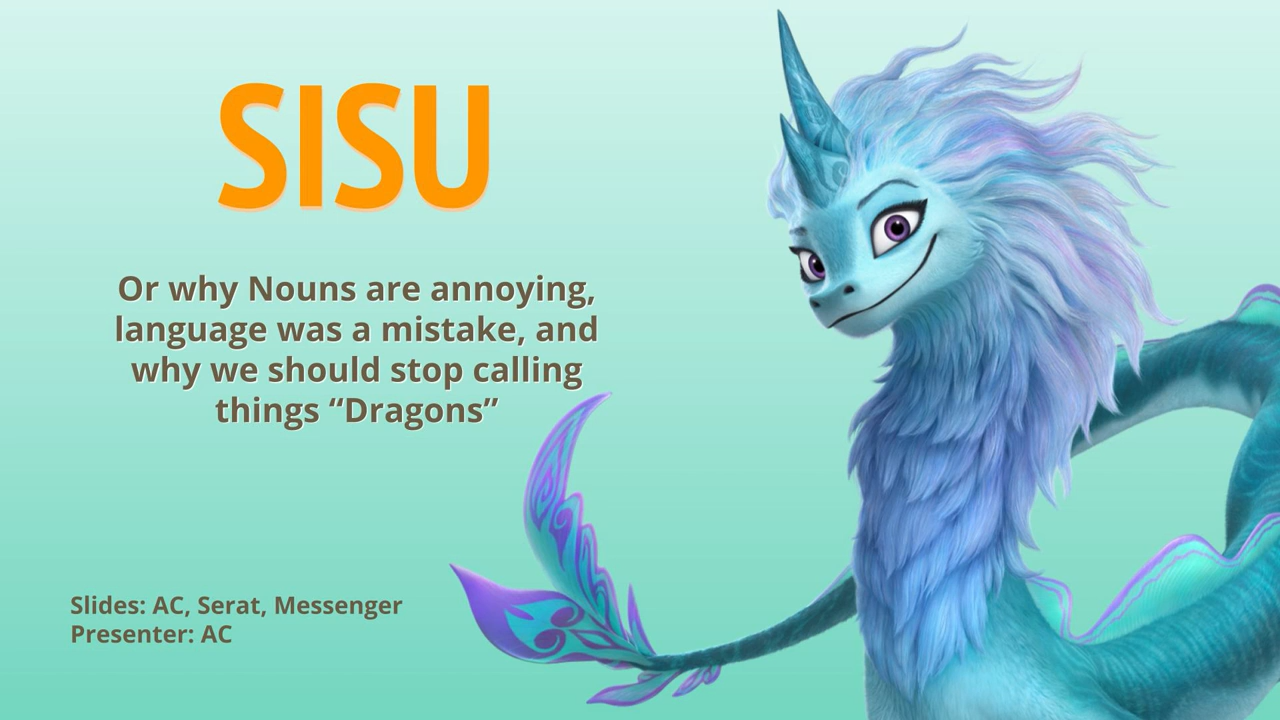 SISU
Or why Nouns are annoying,
language was a mistake, and
why we should stop calling
things “Dragons”
Slides: AC, Serat, Messenger
Presenter: AC